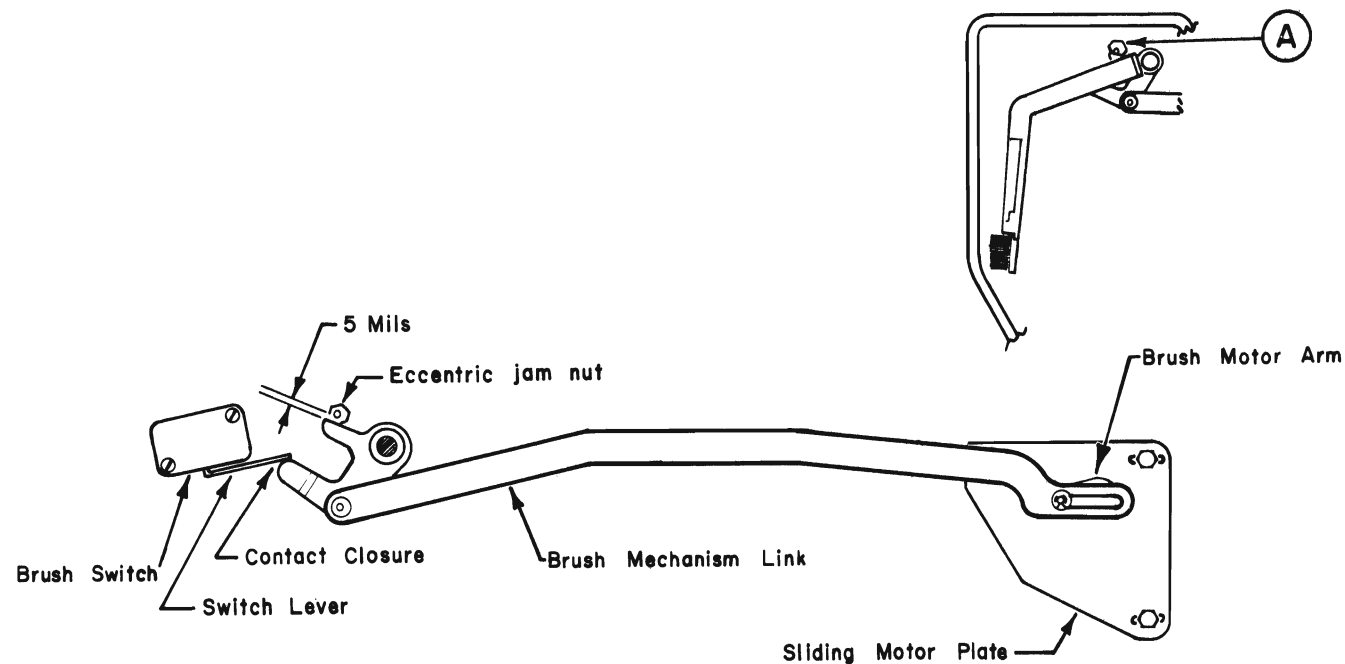 A
5 Mils
Eccentric jam nut
Brush Motor Arm
Contact Closure
Brush Mechanism Link
Brush Switch
Switch Lever
Sliding Motor Plate